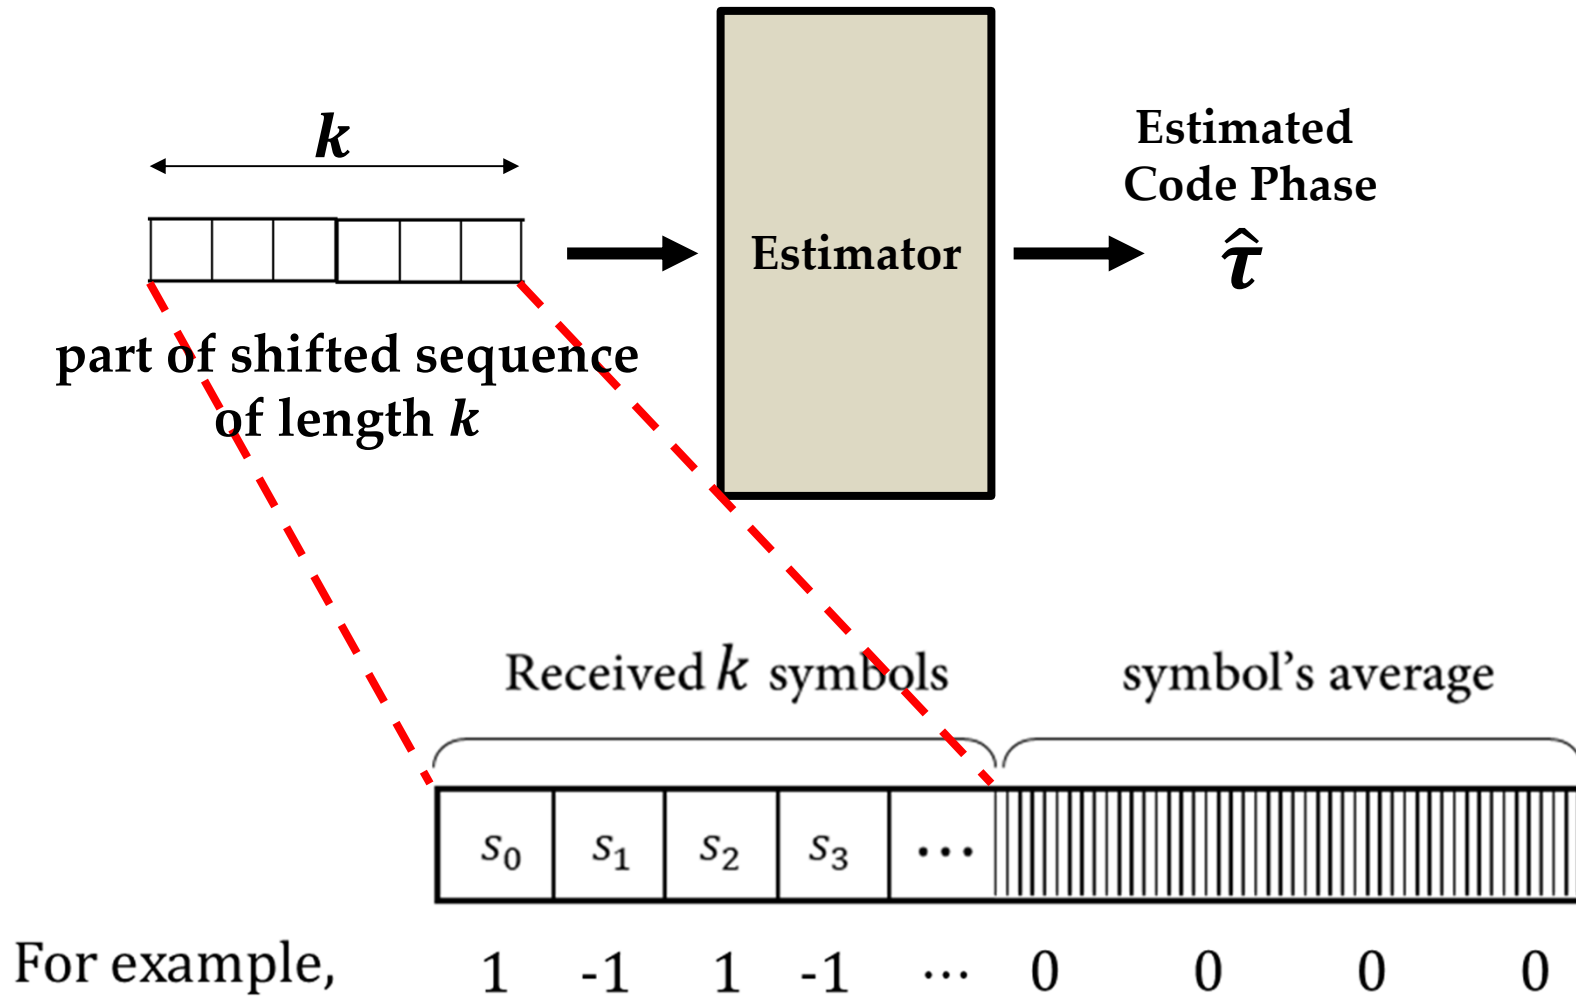 k
Estimated
Code Phase
Estimator
τ̂
part of shifted sequence
of length k
Received k symbols
symbol's average
s₀ s₁ s₂ s₃ ⋯
For example, 1 -1 1 -1 ⋯ 0 0 0 0